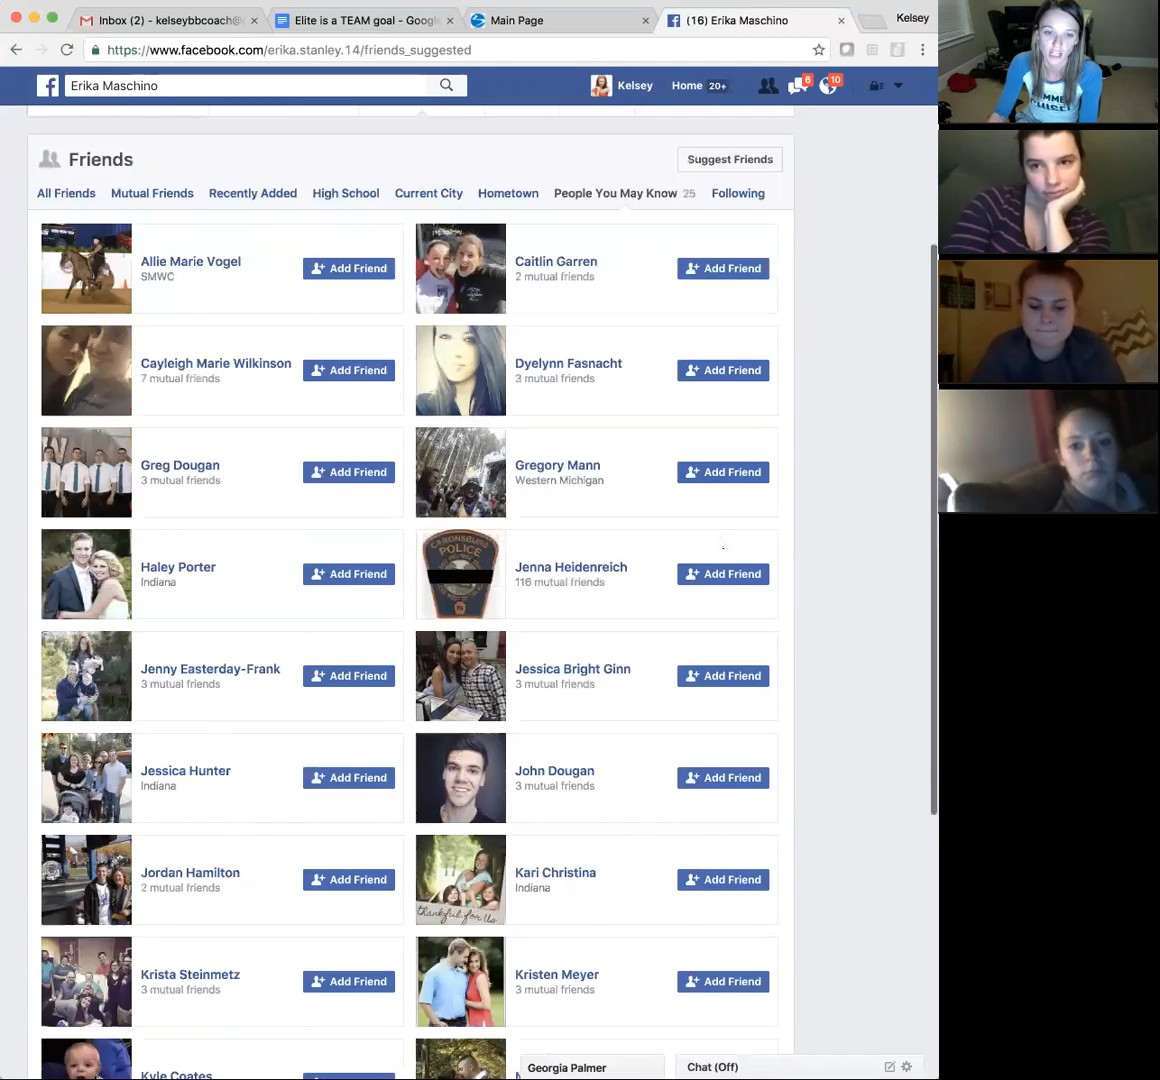 Inbox (2) - kelseybbcoach@
Elite is a TEAM goal - Google
Main Page
(16) Erika Maschino
Kelsey
https://www.facebook.com/erika.stanley.14/friends_suggested
Erika Maschino
Kelsey
Home 20+
6
10
Friends
Suggest Friends
All Friends
Mutual Friends
Recently Added
High School
Current City
Hometown
People You May Know 25
Following
Allie Marie Vogel
SMWC
Add Friend
Caitlin Garren
2 mutual friends
Add Friend
Cayleigh Marie Wilkinson
7 mutual friends
Add Friend
Dyelynn Fasnacht
3 mutual friends
Add Friend
Greg Dougan
3 mutual friends
Add Friend
Gregory Mann
Western Michigan
Add Friend
Haley Porter
Indiana
Add Friend
POLICE
Jenna Heidenreich
116 mutual friends
Add Friend
Jenny Easterday-Frank
3 mutual friends
Add Friend
Jessica Bright Ginn
3 mutual friends
Add Friend
Jessica Hunter
Indiana
Add Friend
John Dougan
3 mutual friends
Add Friend
Jordan Hamilton
2 mutual friends
Add Friend
thankful for us
Kari Christina
Indiana
Add Friend
Krista Steinmetz
3 mutual friends
Add Friend
Kristen Meyer
3 mutual friends
Add Friend
Kyle Coates
Georgia Palmer
Chat (Off)